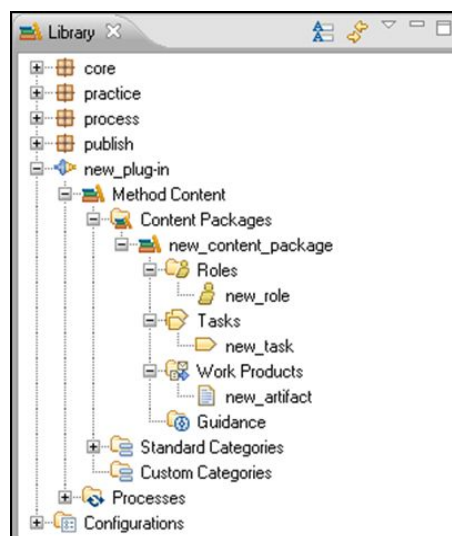 Library
core
practice
process
publish
new_plug-in
Method Content
Content Packages
new_content_package
Roles
new_role
Tasks
new_task
Work Products
new_artifact
Guidance
Standard Categories
Custom Categories
Processes
Configurations